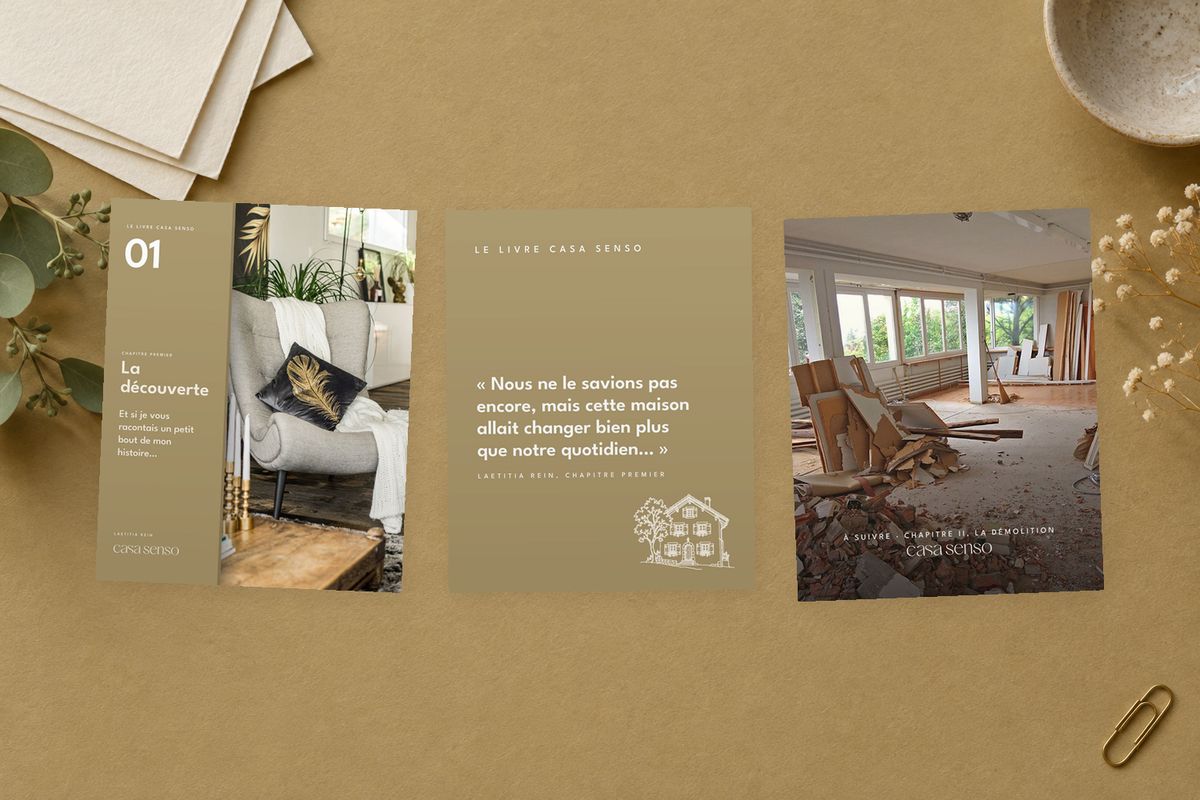 LE LIVRE CASA SENSO
01
CHAPITRE PREMIER
La
découverte
Et si je vous
racontais un petit
bout de mon
histoire...
LAETITIA REIN
casa senso
LE LIVRE CASA SENSO
« Nous ne le savions pas
encore, mais cette maison
allait changer bien plus
que notre quotidien... »
LAETITIA REIN, CHAPITRE PREMIER
À SUIVRE · CHAPITRE II, LA DÉMOLITION
casa senso